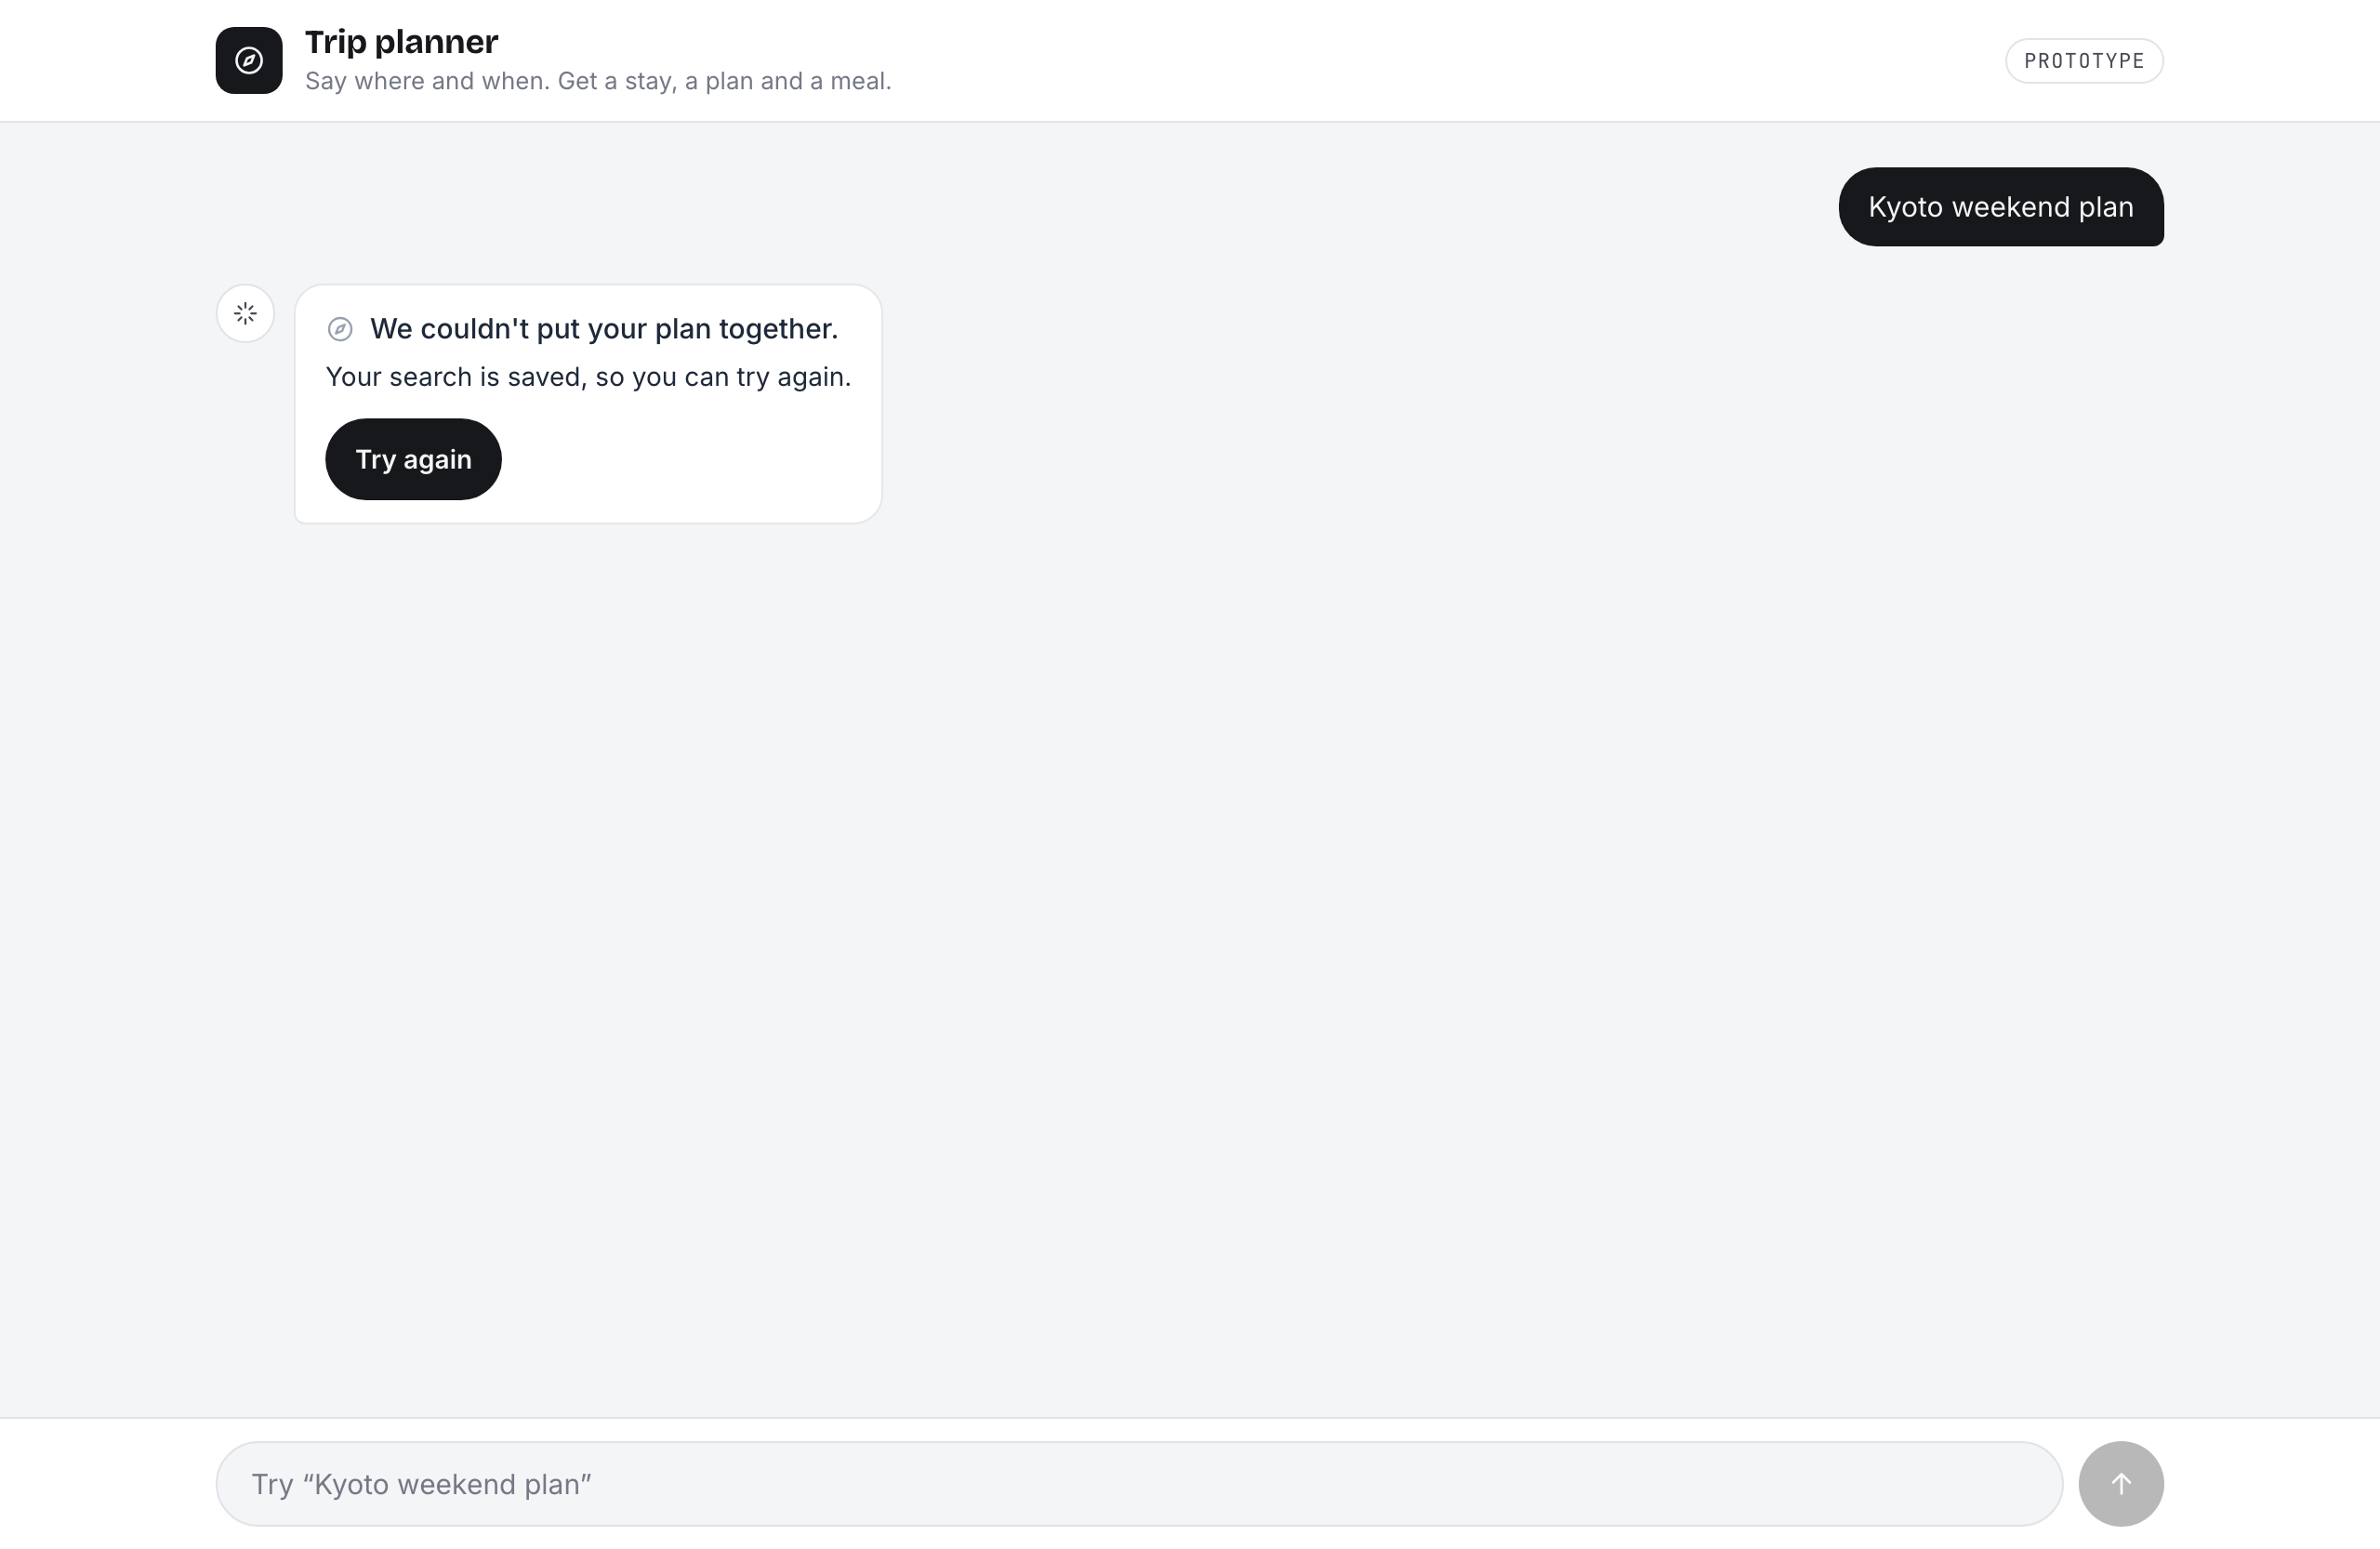 Trip planner
Say where and when. Get a stay, a plan and a meal.
PROTOTYPE
Kyoto weekend plan
We couldn't put your plan together.
Your search is saved, so you can try again.
Try again
Try “Kyoto weekend plan”